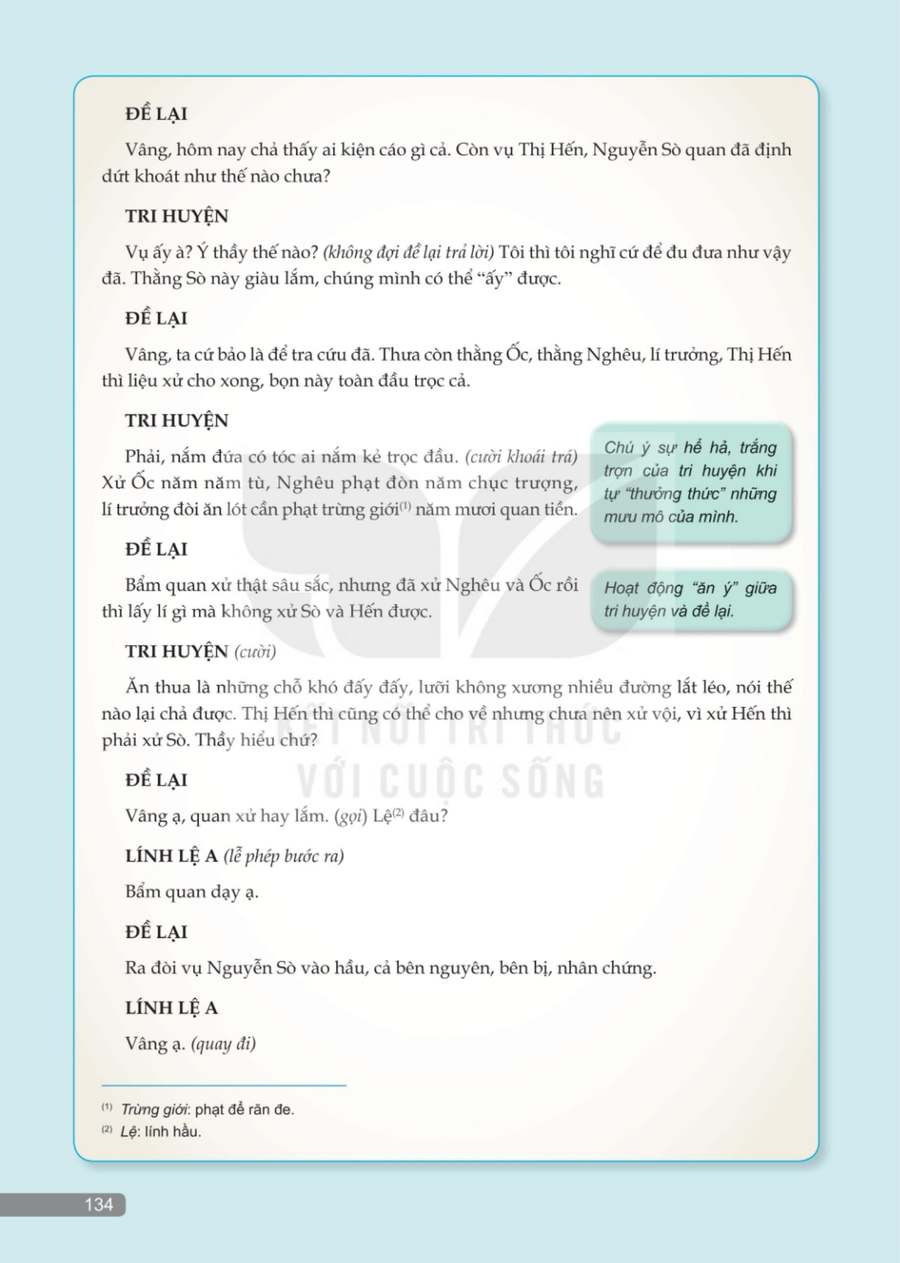 ĐỀ LẠI
Vâng, hôm nay chả thấy ai kiện cáo gì cả. Còn vụ Thị Hến, Nguyễn Sò quan đã định
dứt khoát như thế nào chưa?
TRI HUYỆN
Vụ ấy à? Ý thầy thế nào? (không đợi đề lại trả lời) Tôi thì tôi nghĩ cứ để đu đưa như vậy
đã. Thằng Sò này giàu lắm, chúng mình có thể “ấy” được.
ĐỀ LẠI
Vâng, ta cứ bảo là để tra cứu đã. Thưa còn thằng Ốc, thằng Nghêu, lí trưởng, Thị Hến
thì liệu xử cho xong, bọn này toàn đầu trọc cả.
TRI HUYỆN
Phải, nắm đứa có tóc ai nắm kẻ trọc đầu. (cười khoái trá)
Xử Ốc năm năm tù, Nghêu phạt đòn năm chục trượng,
lí trưởng đòi ăn lót cần phạt trừng giới(1) năm mươi quan tiền.
Chú ý sự hể hả, trắng
trợn của tri huyện khi
tự “thưởng thức” những
mưu mô của mình.
ĐỀ LẠI
Bẩm quan xử thật sâu sắc, nhưng đã xử Nghêu và Ốc rồi
thì lấy lí gì mà không xử Sò và Hến được.
Hoạt động “ăn ý” giữa
tri huyện và đề lại.
TRI HUYỆN (cười)
Ăn thua là những chỗ khó đấy đấy, lưỡi không xương nhiều đường lắt léo, nói thế
nào lại chả được. Thị Hến thì cũng có thể cho về nhưng chưa nên xử vội, vì xử Hến thì
phải xử Sò. Thầy hiểu chứ?
ĐỀ LẠI
Vâng ạ, quan xử hay lắm. (gọi) Lệ(2) đâu?
LÍNH LỆ A (lễ phép bước ra)
Bẩm quan dạy ạ.
ĐỀ LẠI
Ra đòi vụ Nguyễn Sò vào hầu, cả bên nguyên, bên bị, nhân chứng.
LÍNH LỆ A
Vâng ạ. (quay đi)
KẾT NỐI TRI THỨC
VỚI CUỘC SỐNG
(1) Trừng giới: phạt để răn đe.
(2) Lệ: lính hầu.
134